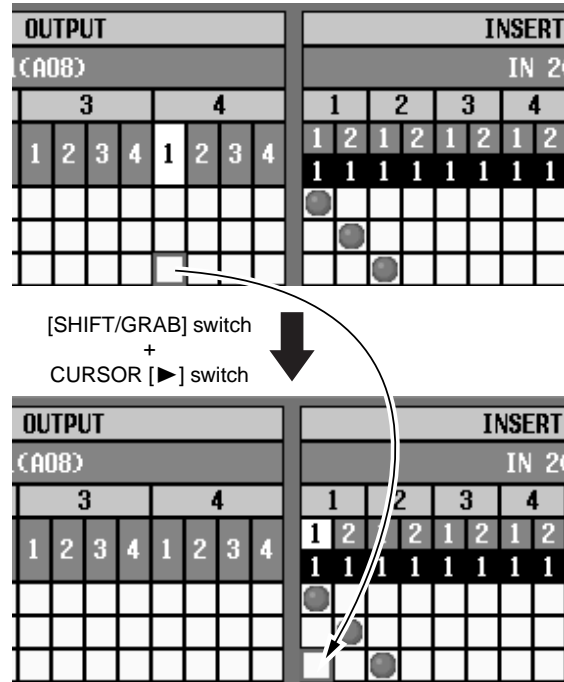 OUTPUT INSERT
1(A08) IN 2
3 4 1 2 3 4
1 2 3 4 1 2 3 4 1 2 1 2 1 2 1 2
1 1 1 1 1 1 1 1
[SHIFT/GRAB] switch
+
CURSOR [▶] switch
OUTPUT INSERT
(A08) IN 2
3 4 1 2 3 4
1 2 3 4 1 2 3 4 1 2 1 2 1 2 1 2
1 1 1 1 1 1 1 1